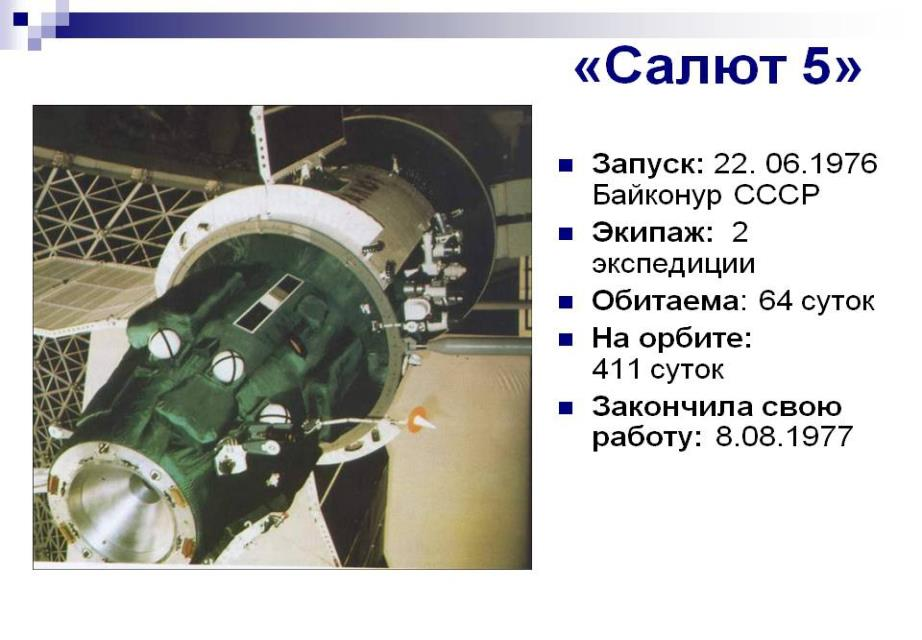 «Салют 5»
Запуск: 22. 06.1976
Байконур СССР
Экипаж: 2
экспедиции
Обитаема: 64 суток
На орбите:
411 суток
Закончила свою
работу: 8.08.1977